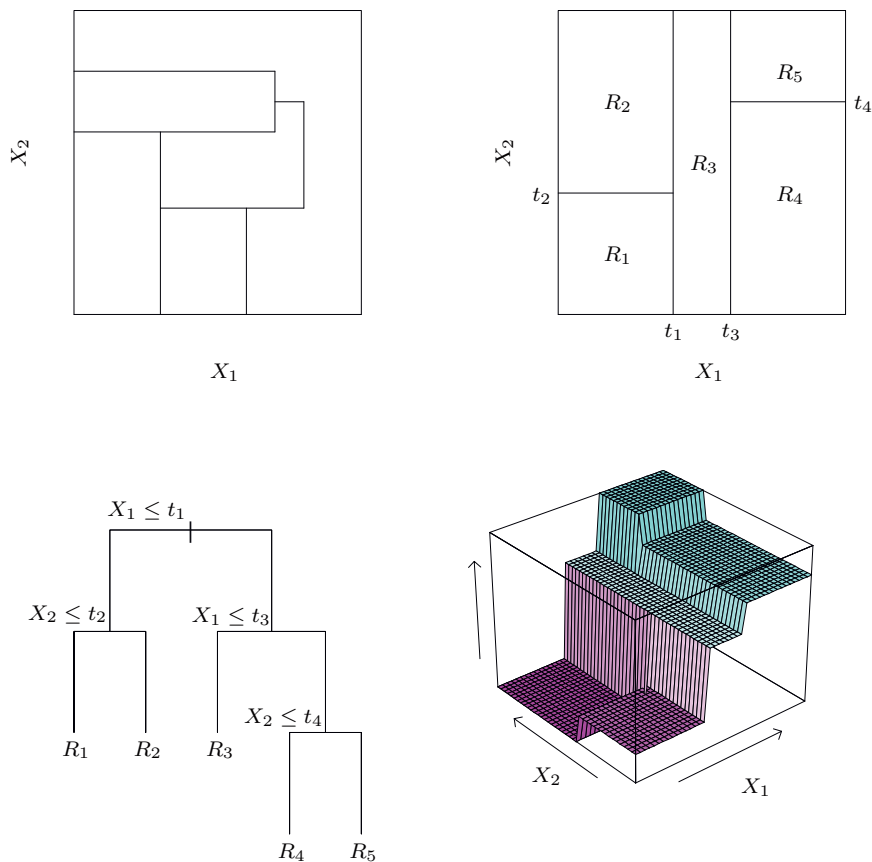 X₂
X₁
R₅
R₂
t₄
X₂
R₃
R₄
t₂
R₁
t₁
t₃
X₁
X₁ ≤ t₁
X₂ ≤ t₂
X₁ ≤ t₃
X₂ ≤ t₄
R₁
R₂
R₃
R₄
R₅
X₂
X₁